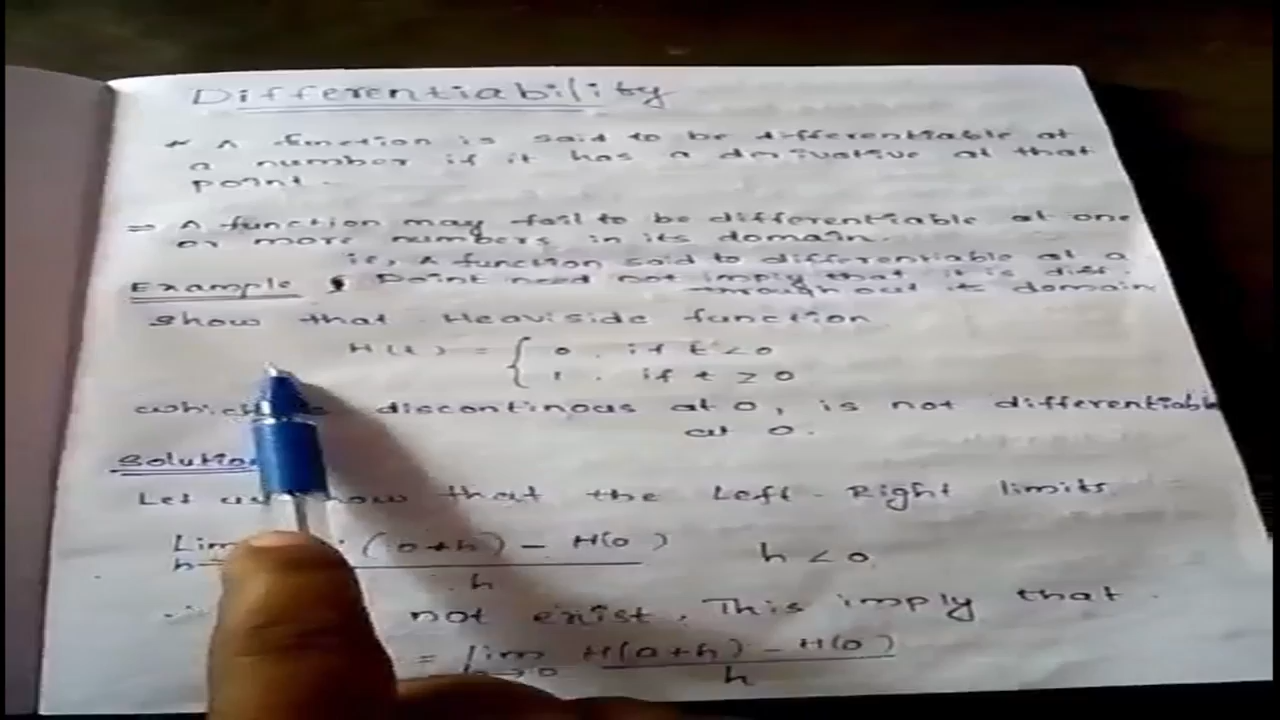 Differentiability
* A function is said to be differentiable at
a number if it has a derivative at that
point.
⇒ A function may fail to be differentiable at one
or more numbers in its domain.
ie, A function said to differentiable at a
Example Point need not imply that it is diff.
throughout its domain
Show that Heaviside function
H(t) = { 0 , if t < 0
1 , if t ≥ 0
which discontinous at 0, is not differentiable
at 0.
Solution
Let us show that the Left-Right limits
Lim (0+h) - H(0)
h h < 0
h
not exist. This imply that
= lim H(0+h) - H(0)
h→0 h